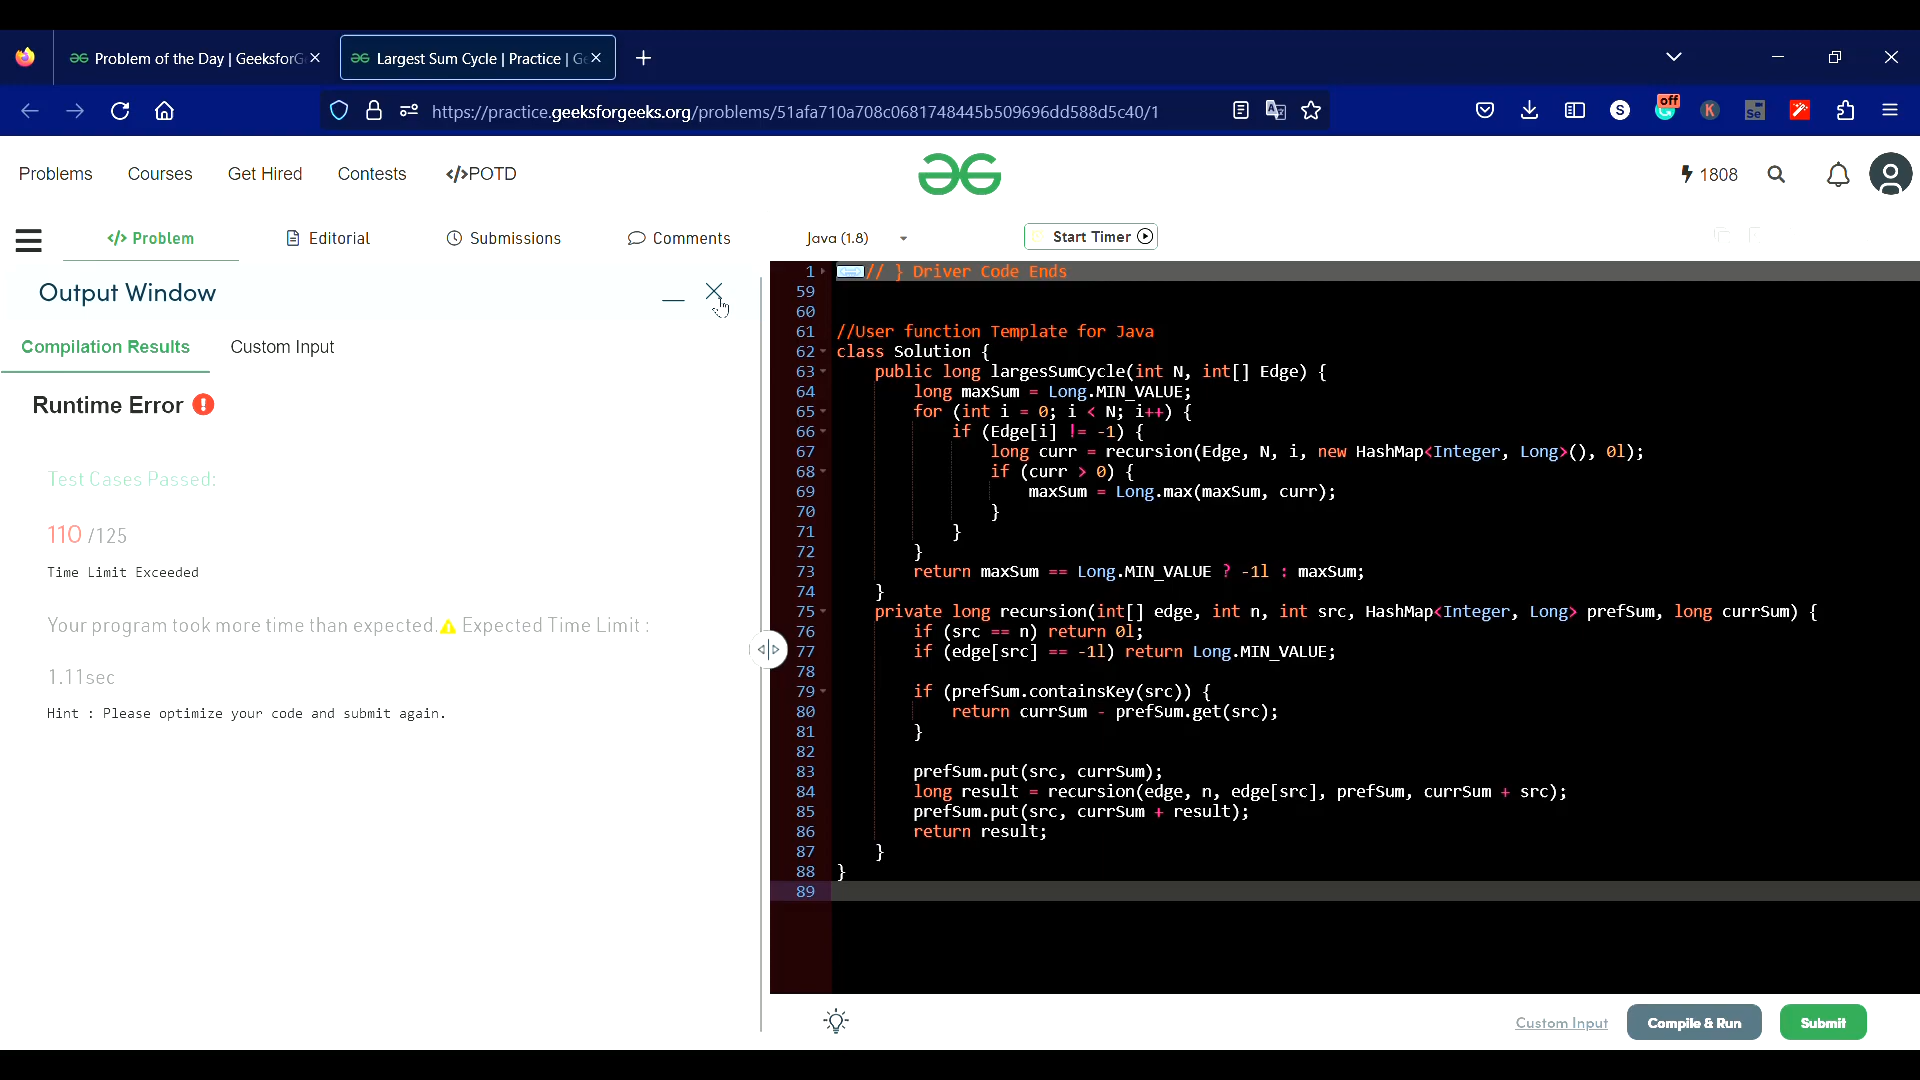 Problem of the Day | GeeksforG
Largest Sum Cycle | Practice | Ge
https://practice.geeksforgeeks.org/problems/51afa710a708c0681748445b509696dd588d5c40/1
S
off
K
Se
Problems
Courses
Get Hired
Contests
</>POTD
1808
</> Problem
Editorial
Submissions
Comments
Java (1.8)
Start Timer
Output Window
Compilation Results
Custom Input
Runtime Error
Test Cases Passed:
110 /125
Time Limit Exceeded
Your program took more time than expected. Expected Time Limit :
1.11sec
Hint : Please optimize your code and submit again.
1 // } Driver Code Ends
59
60
61 //User function Template for Java
62 class Solution {
63 public long largesSumCycle(int N, int[] Edge) {
64 long maxSum = Long.MIN_VALUE;
65 for (int i = 0; i < N; i++) {
66 if (Edge[i] != -1) {
67 long curr = recursion(Edge, N, i, new HashMap<Integer, Long>(), 0l);
68 if (curr > 0) {
69 maxSum = Long.max(maxSum, curr);
70 }
71 }
72 }
73 return maxSum == Long.MIN_VALUE ? -1l : maxSum;
74 }
75 private long recursion(int[] edge, int n, int src, HashMap<Integer, Long> prefSum, long currSum) {
76 if (src == n) return 0l;
77 if (edge[src] == -1l) return Long.MIN_VALUE;
78
79 if (prefSum.containsKey(src)) {
80 return currSum - prefSum.get(src);
81 }
82
83 prefSum.put(src, currSum);
84 long result = recursion(edge, n, edge[src], prefSum, currSum + src);
85 prefSum.put(src, currSum + result);
86 return result;
87 }
88 }
89
Custom Input
Compile & Run
Submit